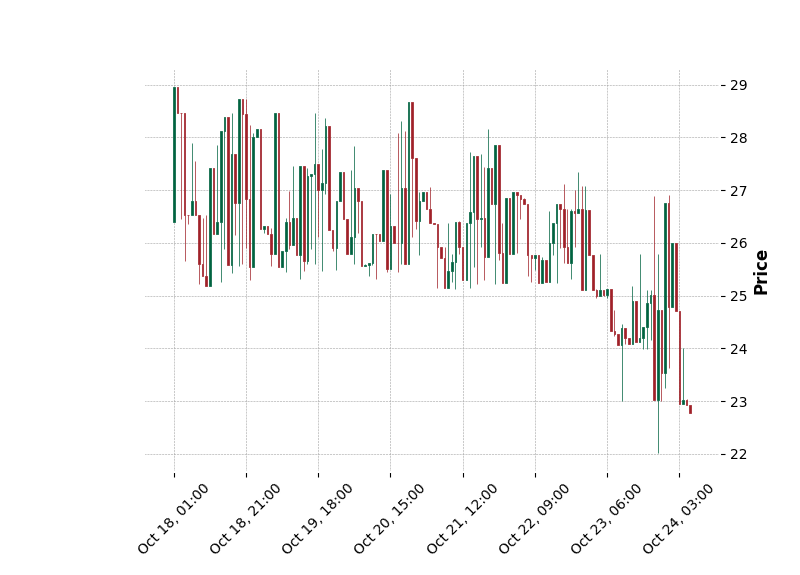 29
28
27
26
25
24
23
22
Price
Oct 18, 01:00
Oct 18, 21:00
Oct 19, 18:00
Oct 20, 15:00
Oct 21, 12:00
Oct 22, 09:00
Oct 23, 06:00
Oct 24, 03:00